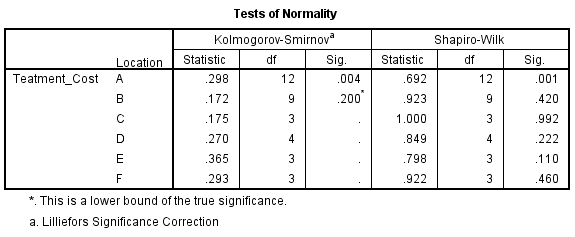 Tests of Normality
Kolmogorov-Smirnov a Shapiro-Wilk
Location Statistic df Sig. Statistic df Sig.
Teatment_Cost A .298 12 .004 .692 12 .001
B .172 9 .200* .923 9 .420
C .175 3 . 1.000 3 .992
D .270 4 . .849 4 .222
E .365 3 . .798 3 .110
F .293 3 . .922 3 .460
*. This is a lower bound of the true significance.
a. Lilliefors Significance Correction